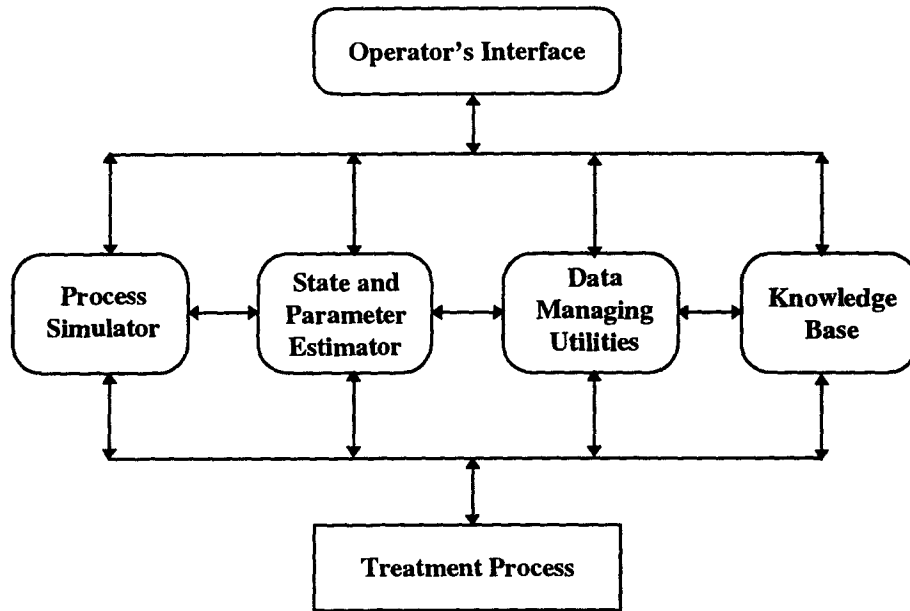 Operator's Interface
Process
Simulator
State and
Parameter
Estimator
Data
Managing
Utilities
Knowledge
Base
Treatment Process